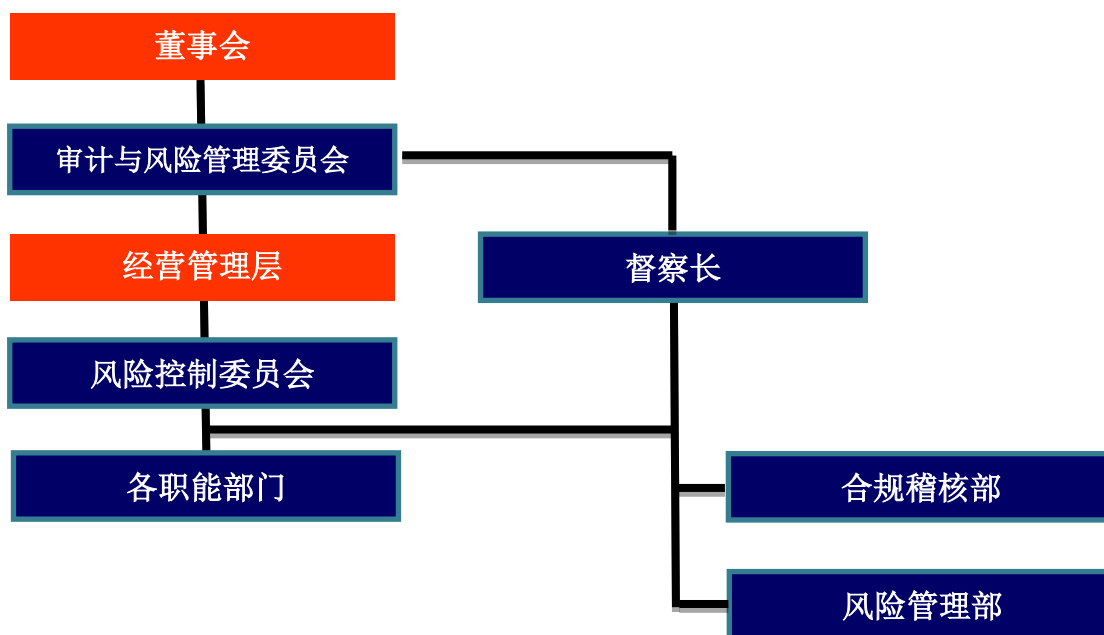 董事会
审计与风险管理委员会
经营管理层
督察长
风险控制委员会
各职能部门
合规稽核部
风险管理部